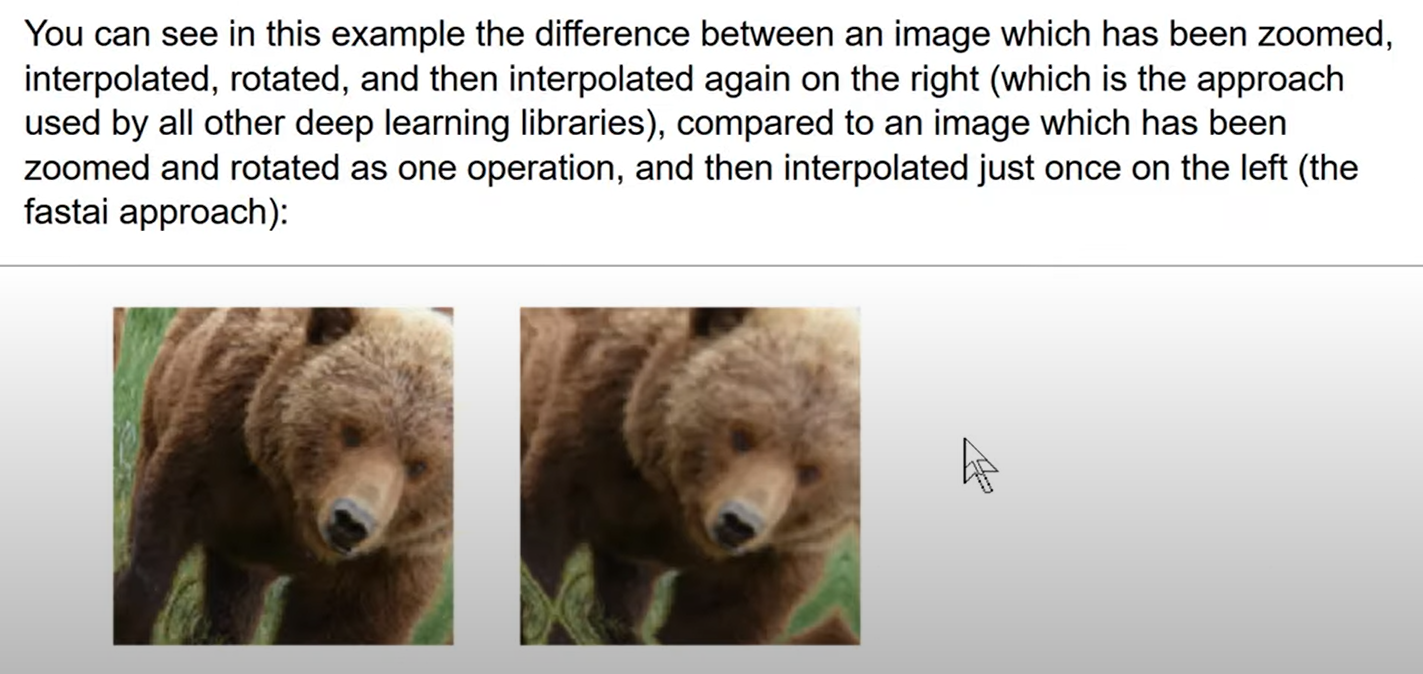 You can see in this example the difference between an image which has been zoomed,
interpolated, rotated, and then interpolated again on the right (which is the approach
used by all other deep learning libraries), compared to an image which has been
zoomed and rotated as one operation, and then interpolated just once on the left (the
fastai approach):